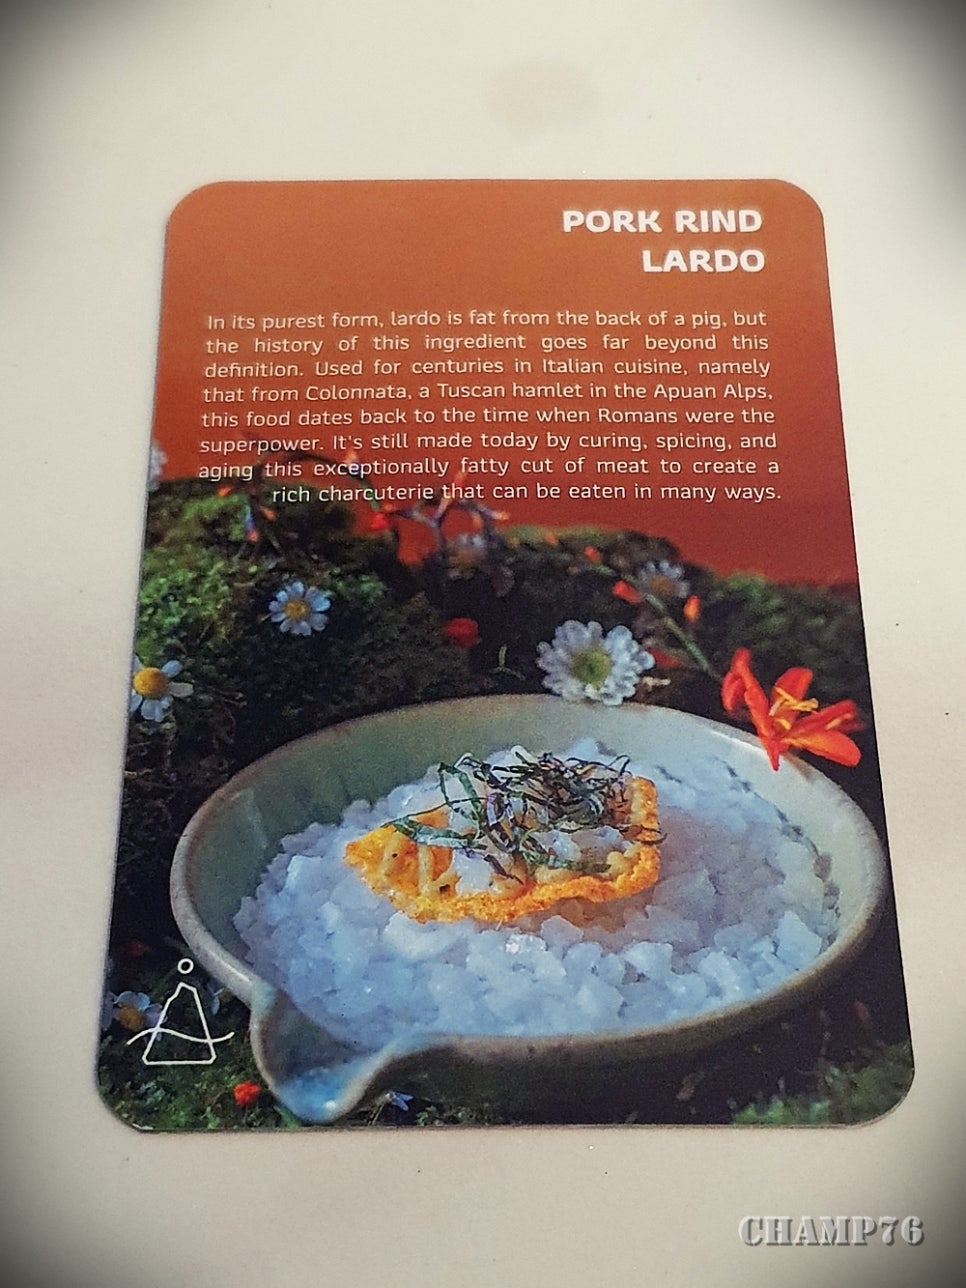 PORK RIND
LARDO
In its purest form, lardo is fat from the back of a pig, but
the history of this ingredient goes far beyond this
definition. Used for centuries in Italian cuisine, namely
that from Colonnata, a Tuscan hamlet in the Apuan Alps,
this food dates back to the time when Romans were the
superpower. It's still made today by curing, spicing, and
aging this exceptionally fatty cut of meat to create a
rich charcuterie that can be eaten in many ways.
CHAMP76